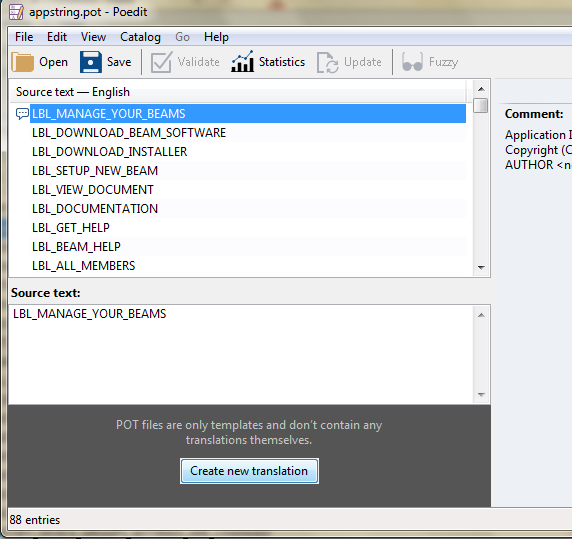 appstring.pot - Poedit
File Edit View Catalog Go Help
Open Save Validate Statistics Update Fuzzy
Source text — English
LBL_MANAGE_YOUR_BEAMS
LBL_DOWNLOAD_BEAM_SOFTWARE
LBL_DOWNLOAD_INSTALLER
LBL_SETUP_NEW_BEAM
LBL_VIEW_DOCUMENT
LBL_DOCUMENTATION
LBL_GET_HELP
LBL_BEAM_HELP
LBL_ALL_MEMBERS
Comment:
Application
Copyright (C
AUTHOR <n
Source text:
LBL_MANAGE_YOUR_BEAMS
POT files are only templates and don't contain any
translations themselves.
Create new translation
88 entries